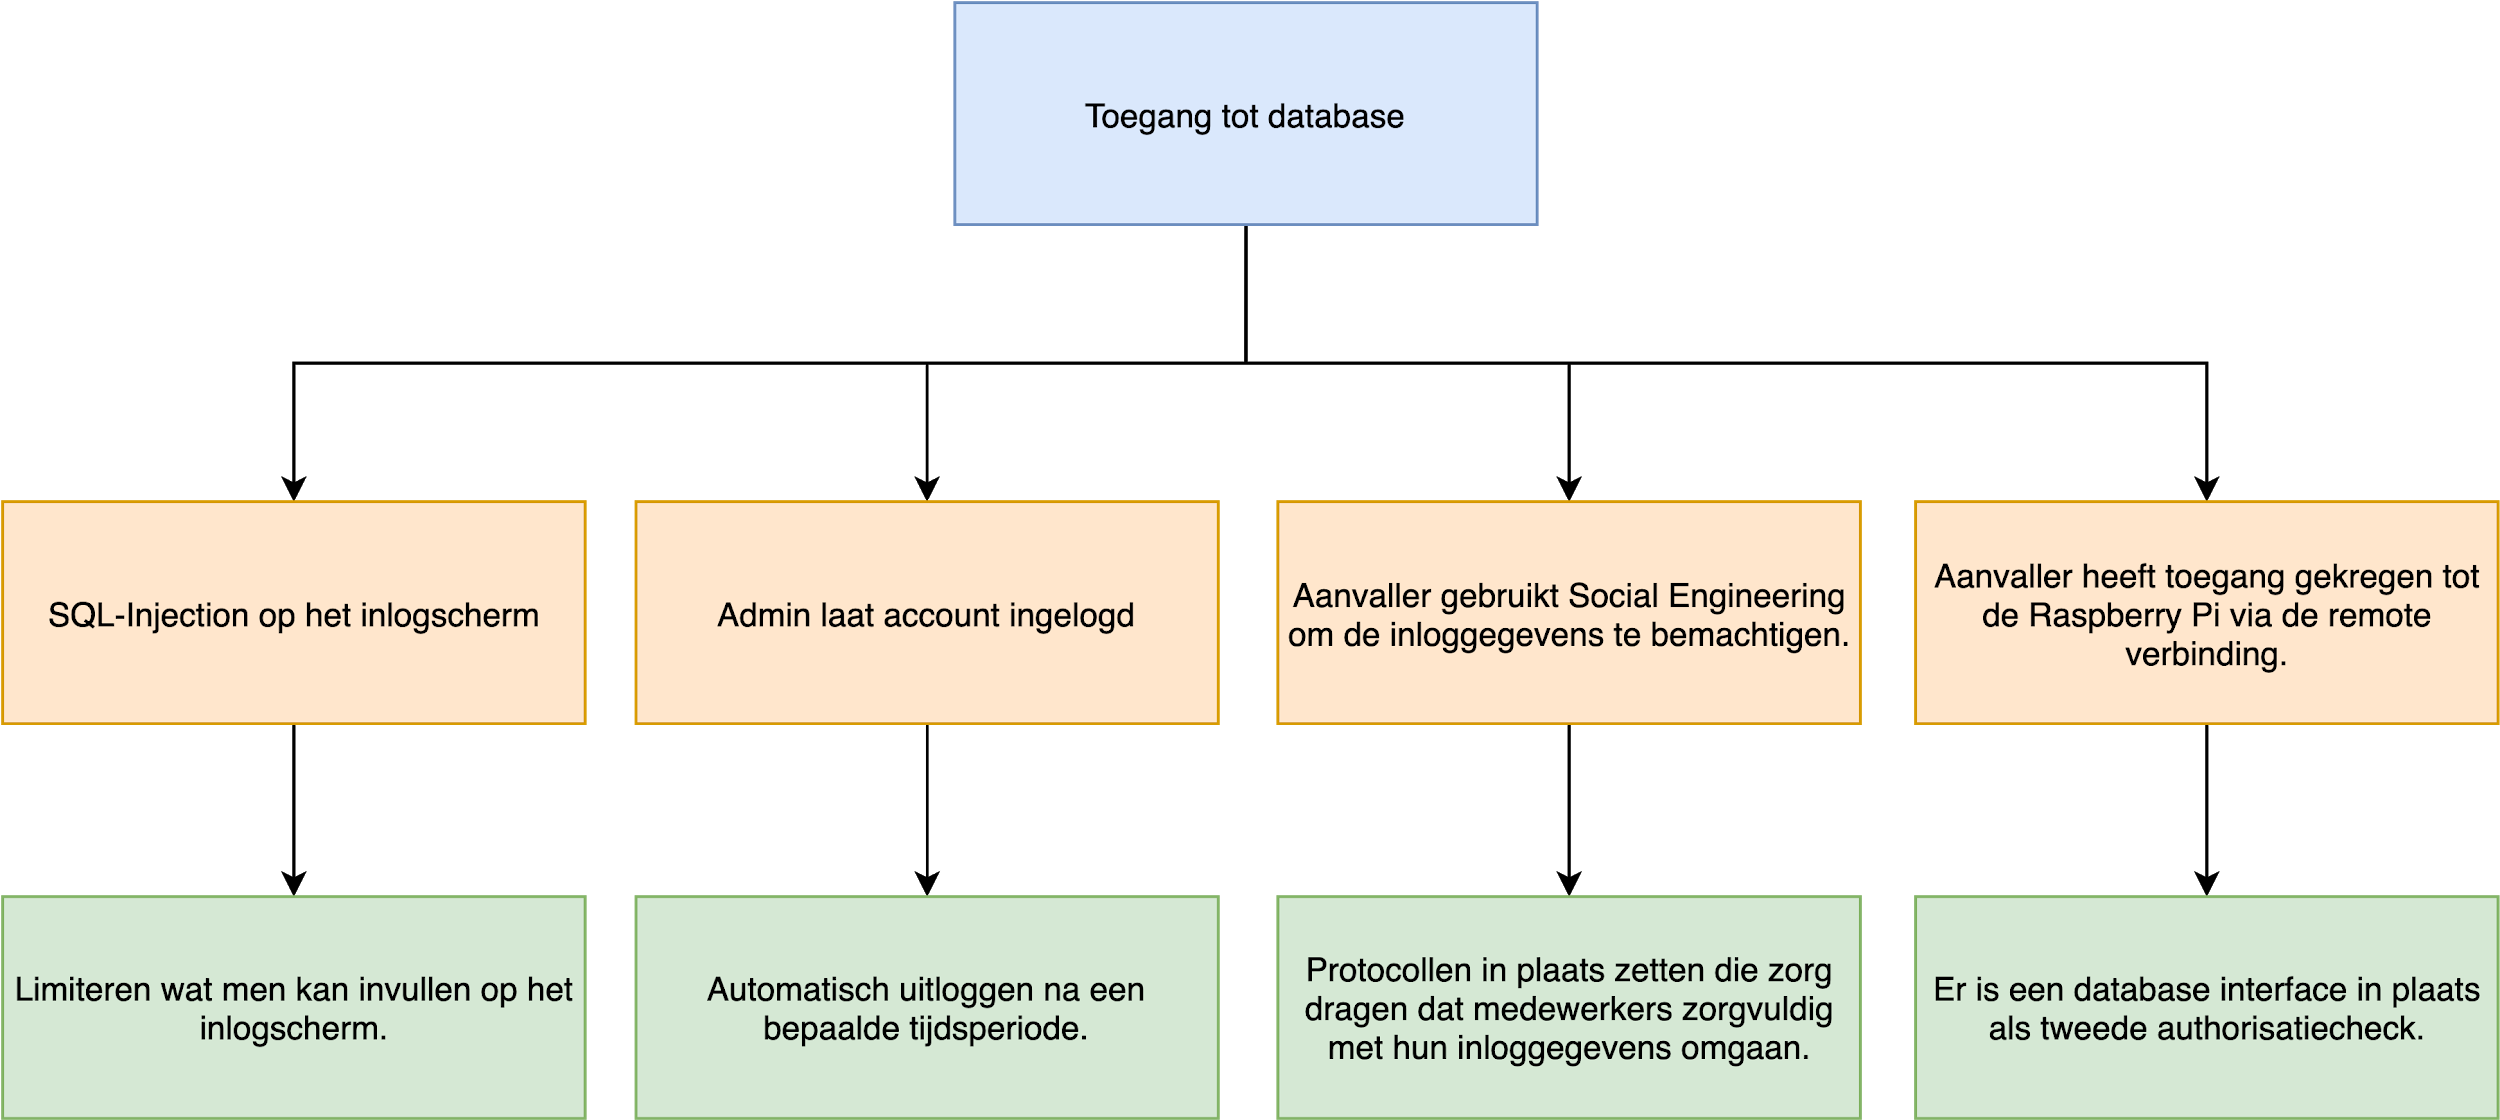 Toegang tot database
SQL-Injection op het inlogscherm
Admin laat account ingelogd
Aanvaller gebruikt Social Engineering
om de inloggegevens te bemachtigen.
Aanvaller heeft toegang gekregen tot
de Raspberry Pi via de remote
verbinding.
Limiteren wat men kan invullen op het
inlogscherm.
Automatisch uitloggen na een
bepaalde tijdsperiode.
Protocollen in plaats zetten die zorg
dragen dat medewerkers zorgvuldig
met hun inloggegevens omgaan.
Er is een database interface in plaats
als tweede authorisatiecheck.